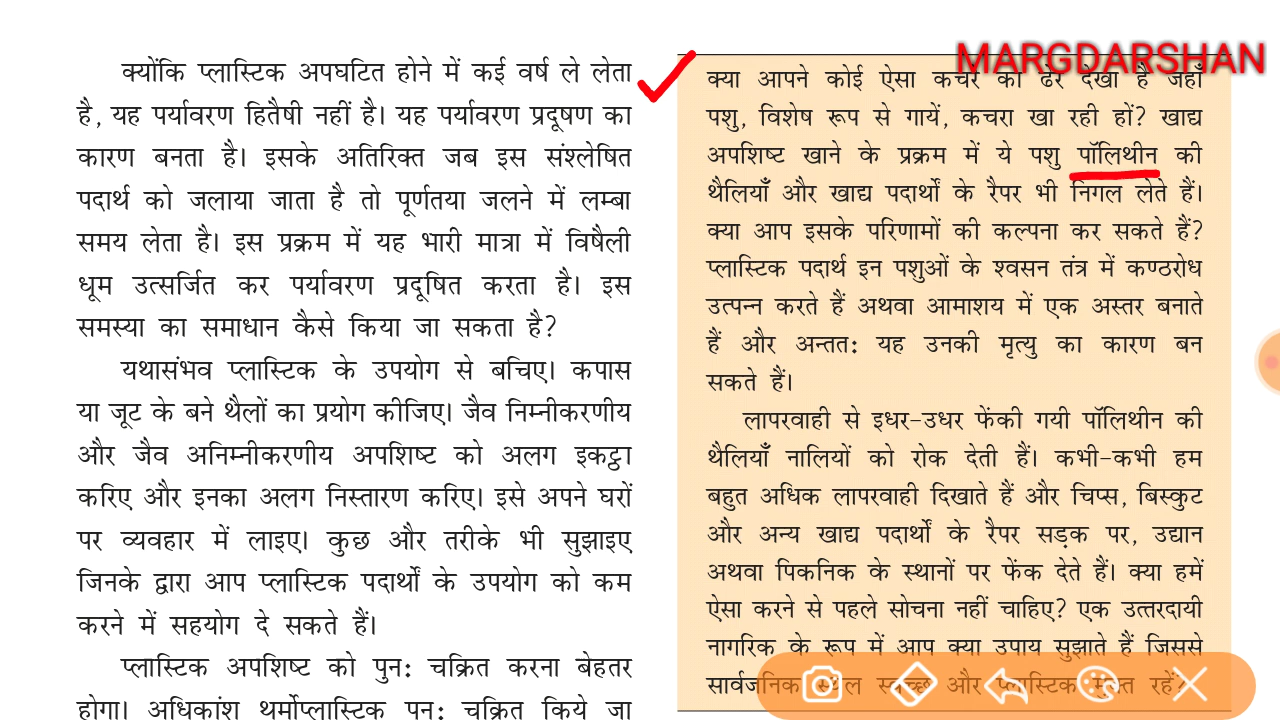 क्योंकि प्लास्टिक अपघटित होने में कई वर्ष ले लेता
है, यह पर्यावरण हितैषी नहीं है। यह पर्यावरण प्रदूषण का
कारण बनता है। इसके अतिरिक्त जब इस संश्लेषित
पदार्थ को जलाया जाता है तो पूर्णतया जलने में लम्बा
समय लेता है। इस प्रक्रम में यह भारी मात्रा में विषैली
धूम उत्सर्जित कर पर्यावरण प्रदूषित करता है। इस
समस्या का समाधान कैसे किया जा सकता है?
यथासंभव प्लास्टिक के उपयोग से बचिए। कपास
या जूट के बने थैलों का प्रयोग कीजिए। जैव निम्नीकरणीय
और जैव अनिम्नीकरणीय अपशिष्ट को अलग इकट्ठा
करिए और इनका अलग निस्तारण करिए। इसे अपने घरों
पर व्यवहार में लाइए। कुछ और तरीके भी सुझाइए
जिनके द्वारा आप प्लास्टिक पदार्थों के उपयोग को कम
करने में सहयोग दे सकते हैं।
प्लास्टिक अपशिष्ट को पुनः चक्रित करना बेहतर
होगा। अधिकांश थर्मोप्लास्टिक पुनः चक्रित किये जा
MARGDARSHAN
क्या आपने कोई ऐसा कचरे का ढेर देखा है जहाँ
पशु, विशेष रूप से गायें, कचरा खा रही हों? खाद्य
अपशिष्ट खाने के प्रक्रम में ये पशु पॉलिथीन की
थैलियाँ और खाद्य पदार्थों के रैपर भी निगल लेते हैं।
क्या आप इसके परिणामों की कल्पना कर सकते हैं?
प्लास्टिक पदार्थ इन पशुओं के श्वसन तंत्र में कण्ठरोध
उत्पन्न करते हैं अथवा आमाशय में एक अस्तर बनाते
हैं और अन्ततः यह उनकी मृत्यु का कारण बन
सकते हैं।
लापरवाही से इधर-उधर फेंकी गयी पॉलिथीन की
थैलियाँ नालियों को रोक देती हैं। कभी-कभी हम
बहुत अधिक लापरवाही दिखाते हैं और चिप्स, बिस्कुट
और अन्य खाद्य पदार्थों के रैपर सड़क पर, उद्यान
अथवा पिकनिक के स्थानों पर फेंक देते हैं। क्या हमें
ऐसा करने से पहले सोचना नहीं चाहिए? एक उत्तरदायी
नागरिक के रूप में आप क्या उपाय सुझाते हैं जिससे
सार्वजनिक स्थल स्वच्छ और प्लास्टिक मुक्त रहें?